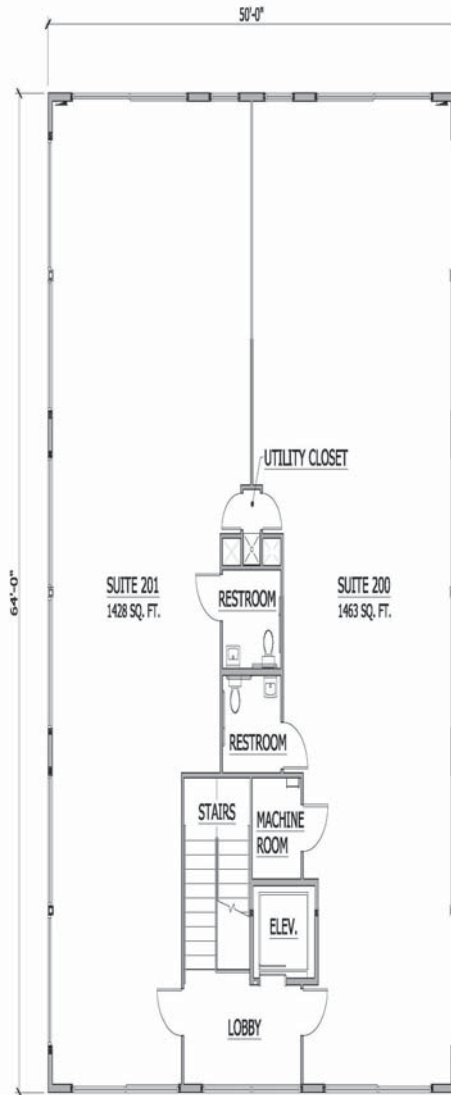 50'-0"
64'-0"
UTILITY CLOSET
SUITE 201
1428 SQ. FT.
RESTROOM
SUITE 200
1463 SQ. FT.
RESTROOM
STAIRS
MACHINE
ROOM
ELEV.
LOBBY